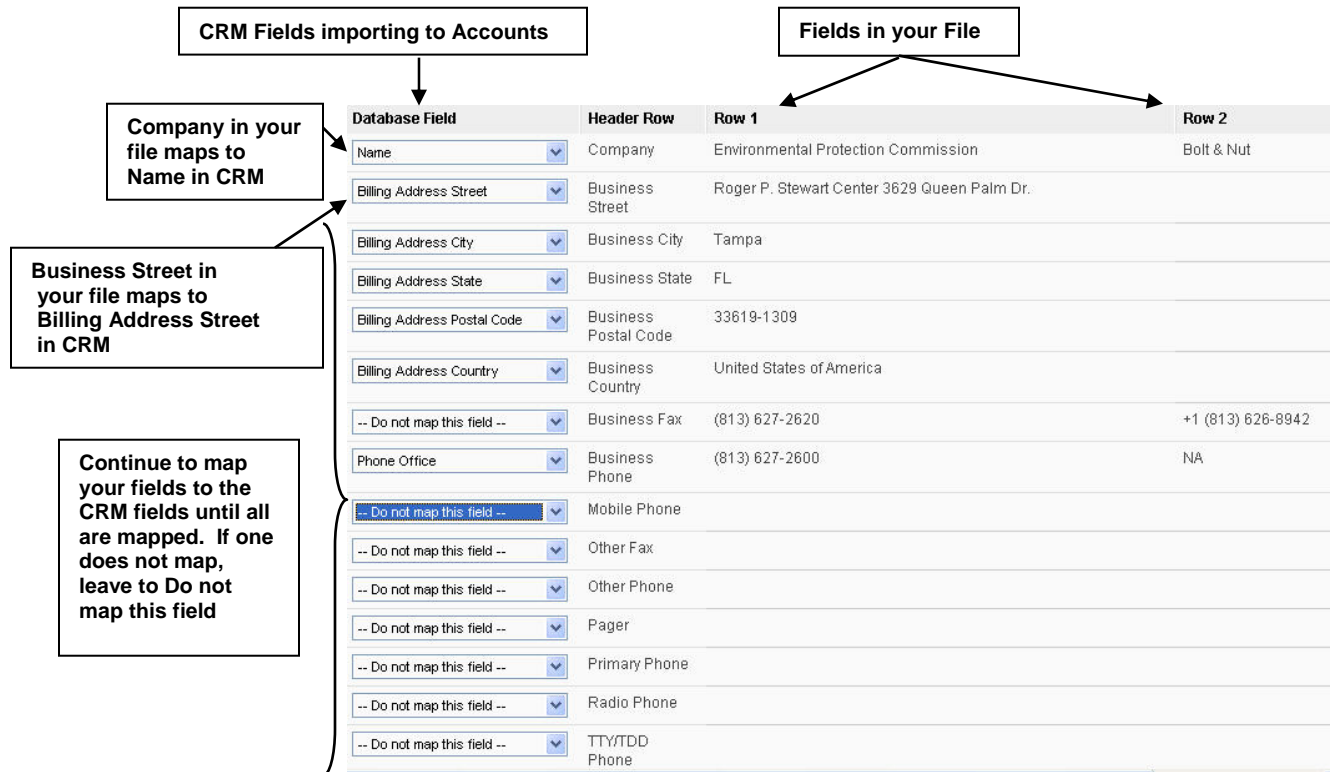 CRM Fields importing to Accounts
Fields in your File
Company in your
file maps to
Name in CRM
Business Street in
your file maps to
Billing Address Street
in CRM
Continue to map
your fields to the
CRM fields until all
are mapped. If one
does not map,
leave to Do not
map this field
Database Field Header Row Row 1 Row 2
Name Company Environmental Protection Commission Bolt & Nut
Billing Address Street Business Roger P. Stewart Center 3629 Queen Palm Dr.
Street
Billing Address City Business City Tampa
Billing Address State Business State FL
Billing Address Postal Code Business 33619-1309
Postal Code
Billing Address Country Business United States of America
Country
-- Do not map this field -- Business Fax (813) 627-2620 +1 (813) 626-8942
Phone Office Business (813) 627-2600 NA
Phone
-- Do not map this field -- Mobile Phone
-- Do not map this field -- Other Fax
-- Do not map this field -- Other Phone
-- Do not map this field -- Pager
-- Do not map this field -- Primary Phone
-- Do not map this field -- Radio Phone
-- Do not map this field -- TTY/TDD
Phone